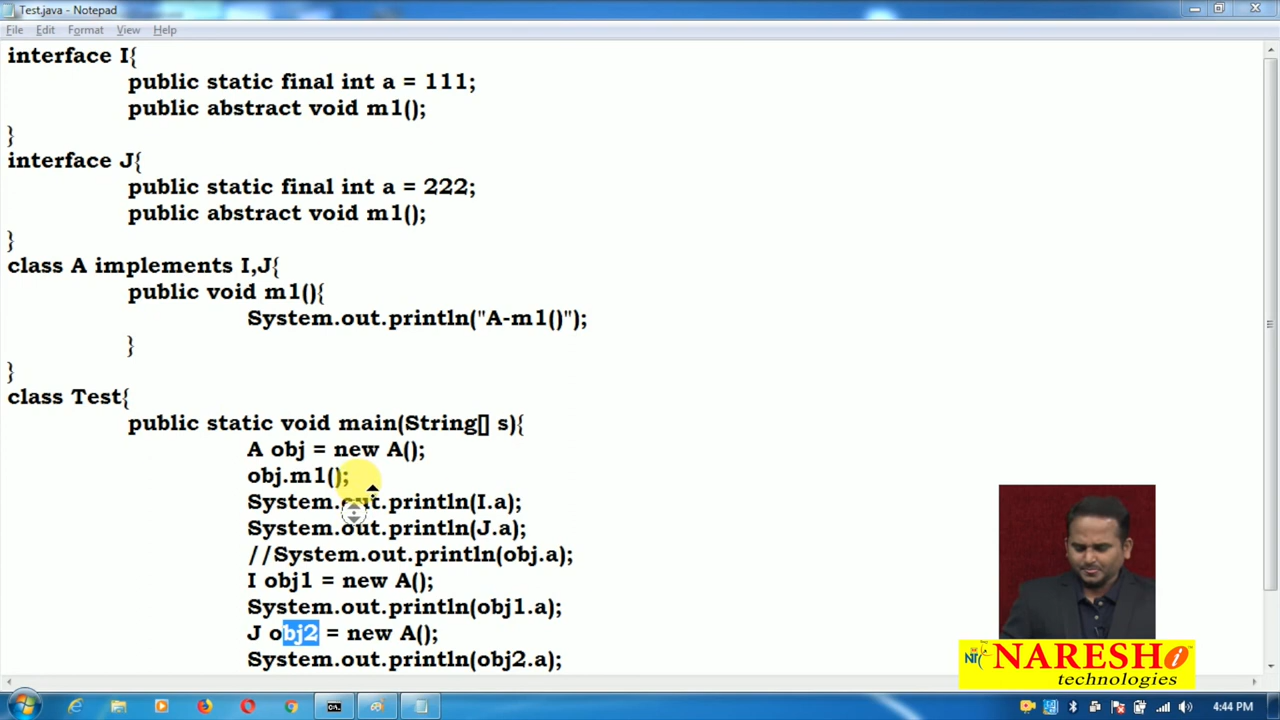 Test.java - Notepad
File Edit Format View Help
interface I{
public static final int a = 111;
public abstract void m1();
}
interface J{
public static final int a = 222;
public abstract void m1();
}
class A implements I,J{
public void m1(){
System.out.println("A-m1()");
}
}
class Test{
public static void main(String[] s){
A obj = new A();
obj.m1();
System.out.println(I.a);
System.out.println(J.a);
//System.out.println(obj.a);
I obj1 = new A();
System.out.println(obj1.a);
J obj2 = new A();
System.out.println(obj2.a);
NT NARESH i
technologies
4:44 PM